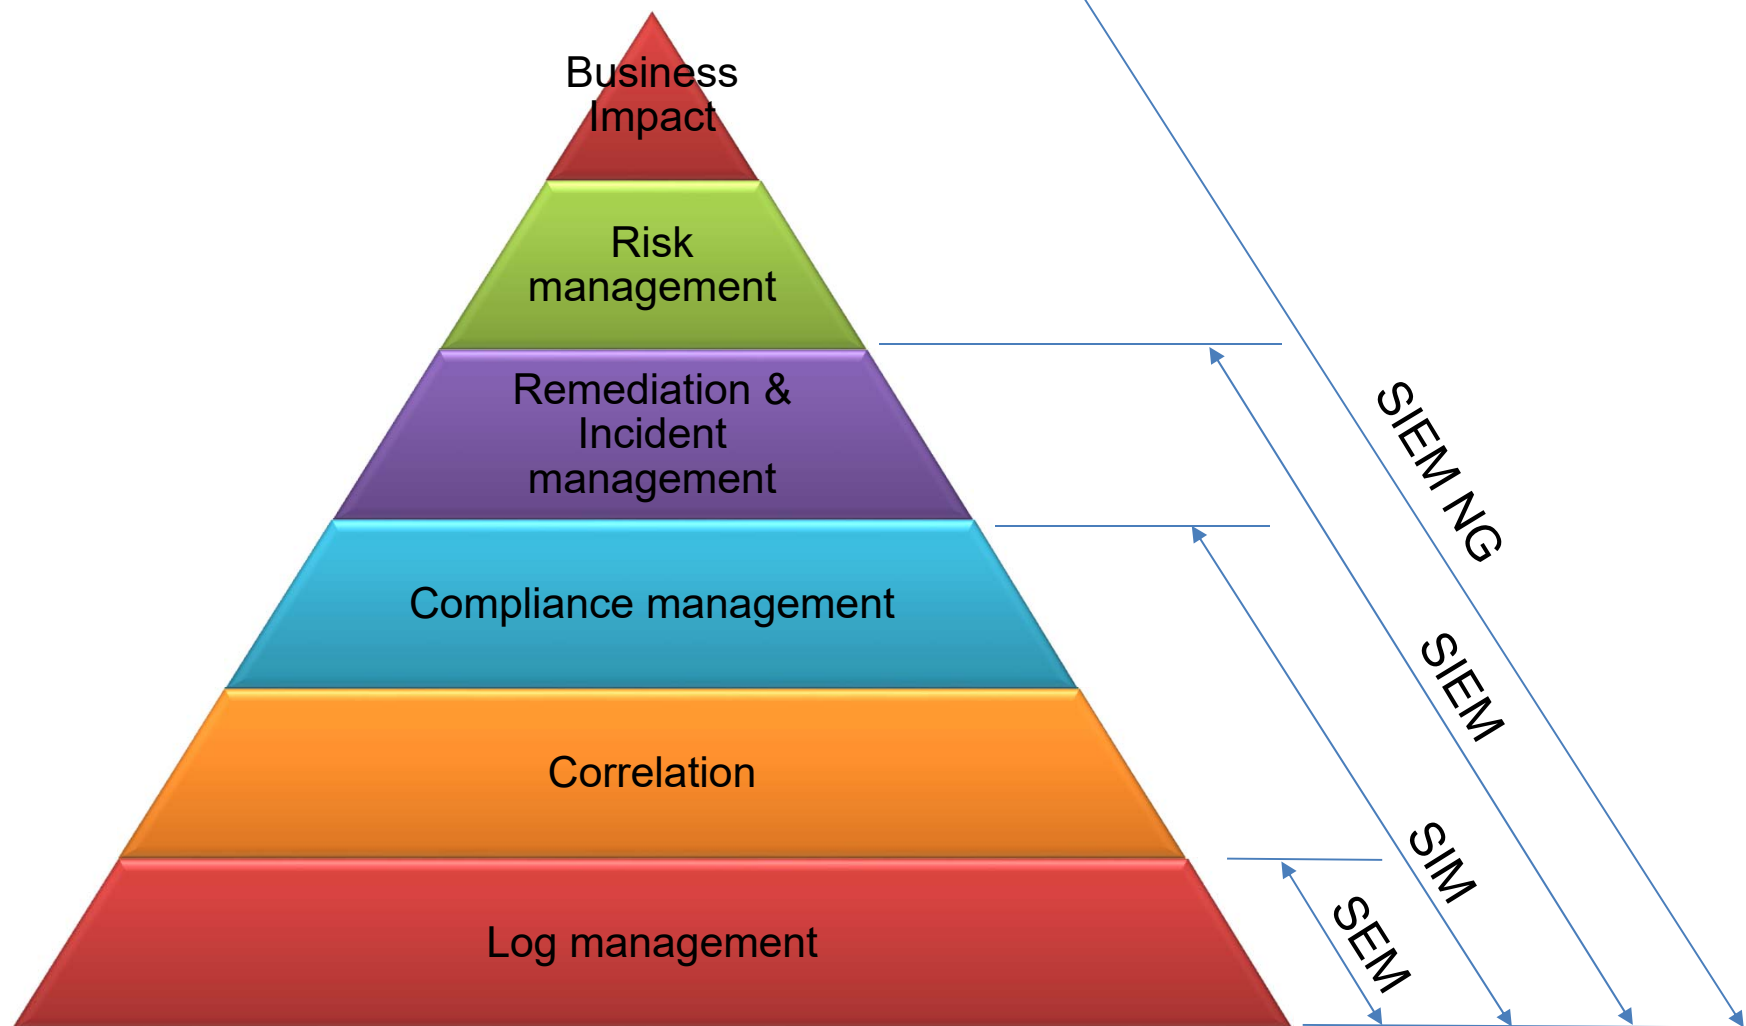 Business
Impact
Risk
management
Remediation &
Incident
management
Compliance management
Correlation
Log management
SIEM NG
SIEM
SIM
SEM